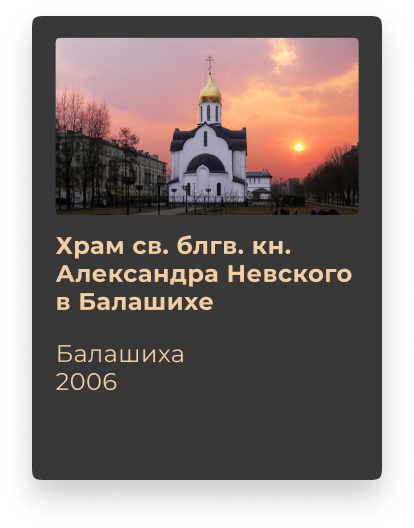 Храм св. блгв. кн.
Александра Невского
в Балашихе
Балашиха
2006